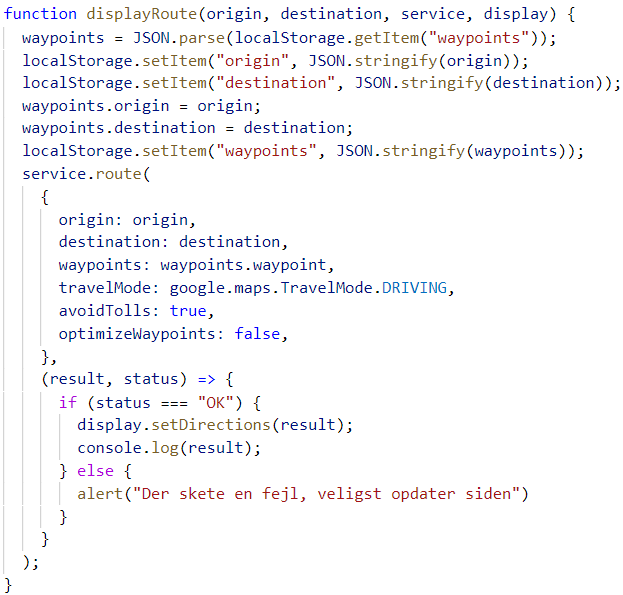 function displayRoute(origin, destination, service, display) {
  waypoints = JSON.parse(localStorage.getItem("waypoints"));
  localStorage.setItem("origin", JSON.stringify(origin));
  localStorage.setItem("destination", JSON.stringify(destination));
  waypoints.origin = origin;
  waypoints.destination = destination;
  localStorage.setItem("waypoints", JSON.stringify(waypoints));
  service.route(
    {
      origin: origin,
      destination: destination,
      waypoints: waypoints.waypoint,
      travelMode: google.maps.TravelMode.DRIVING,
      avoidTolls: true,
      optimizeWaypoints: false,
    },
    (result, status) => {
      if (status === "OK") {
        display.setDirections(result);
        console.log(result);
      } else {
        alert("Der skete en fejl, veligst opdater siden")
      }
    }
  );
}